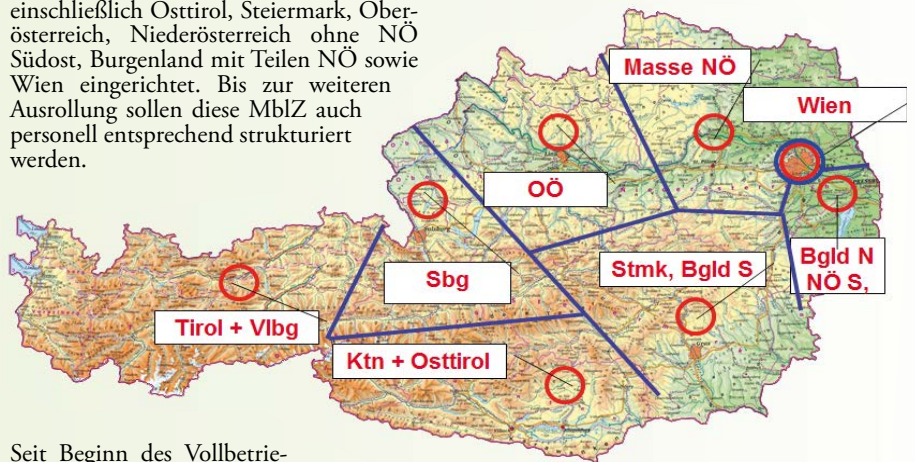 einschließlich Osttirol, Steiermark, Ober-
österreich, Niederösterreich ohne NÖ
Südost, Burgenland mit Teilen NÖ sowie
Wien eingerichtet. Bis zur weiteren
Ausrollung sollen diese MblZ auch
personell entsprechend strukturiert
werden.
Masse NÖ
Wien
OÖ
Sbg
Stmk, Bgld S
Bgld N
NÖ S,
Tirol + Vlbg
Ktn + Osttirol
Seit Beginn des Vollbetrie-